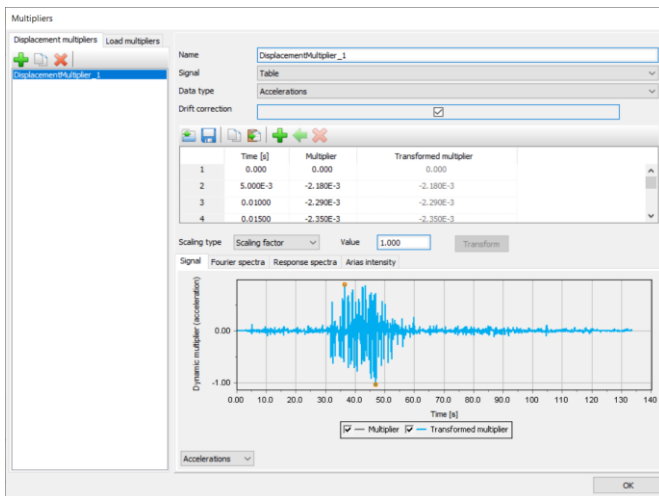 Multipliers
Displacement multipliers Load multipliers
DisplacementMultiplier_1
Name DisplacementMultiplier_1
Signal Table
Data type Accelerations
Drift correction
Time [s] Multiplier Transformed multiplier
1 0.000 0.000 0.000
2 5.000E-3 -2.180E-3 -2.180E-3
3 0.01000 -2.290E-3 -2.290E-3
4 0.01500 -2.350E-3 -2.350E-3
Scaling type Scaling factor Value 1.000 Transform
Signal Fourier spectra Response spectra Arias intensity
Dynamic multiplier (acceleration)
0.00
-1.00
0.00 10.0 20.0 30.0 40.0 50.0 60.0 70.0 80.0 90.0 100 110 120 130 140
Time [s]
Multiplier Transformed multiplier
Accelerations
OK